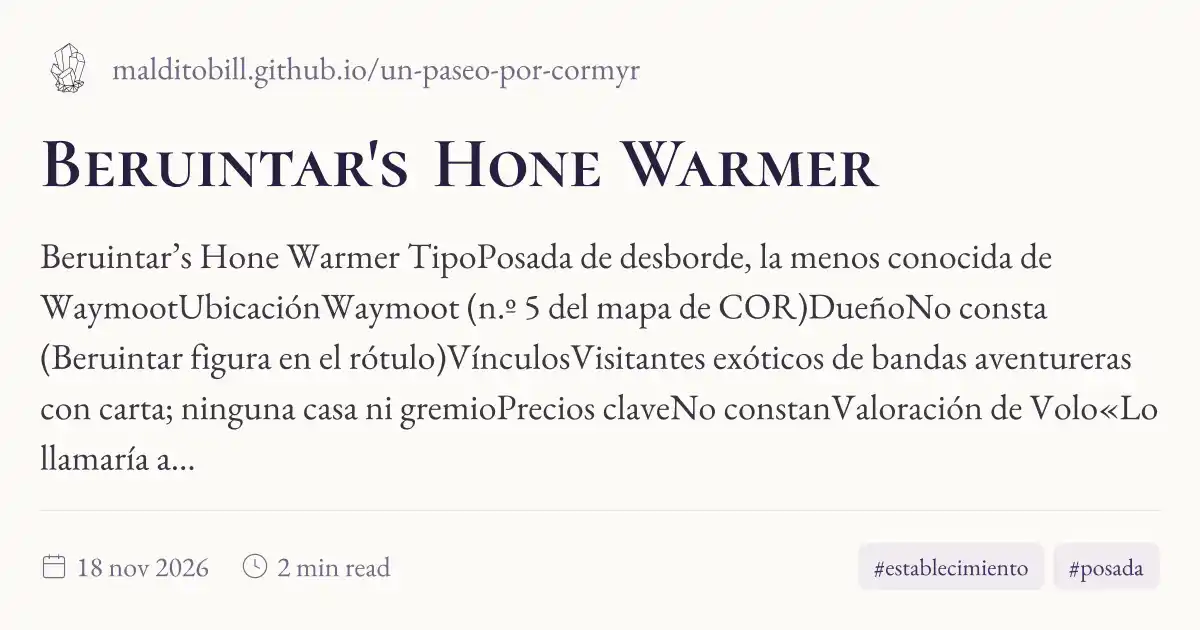 malditobill.github.io/un-paseo-por-cormyr
Beruintar's Hone Warmer
Beruintar’s Hone Warmer TipoPosada de desborde, la menos conocida de
WaymootUbicaciónWaymoot (n.º 5 del mapa de COR)DueñoNo consta
(Beruintar figura en el rótulo)VínculosVisitantes exóticos de bandas aventureras
con carta; ninguna casa ni gremioPrecios claveNo constanValoración de Volo«Lo
llamaría a...
18 nov 2026
2 min read
#establecimiento
#posada